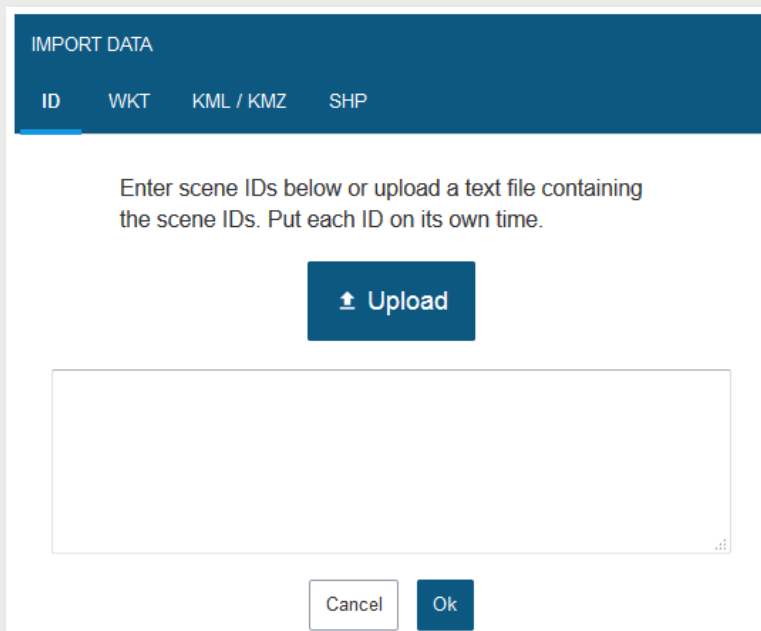 IMPORT DATA
ID WKT KML / KMZ SHP
Enter scene IDs below or upload a text file containing
the scene IDs. Put each ID on its own time.
Upload
Cancel Ok